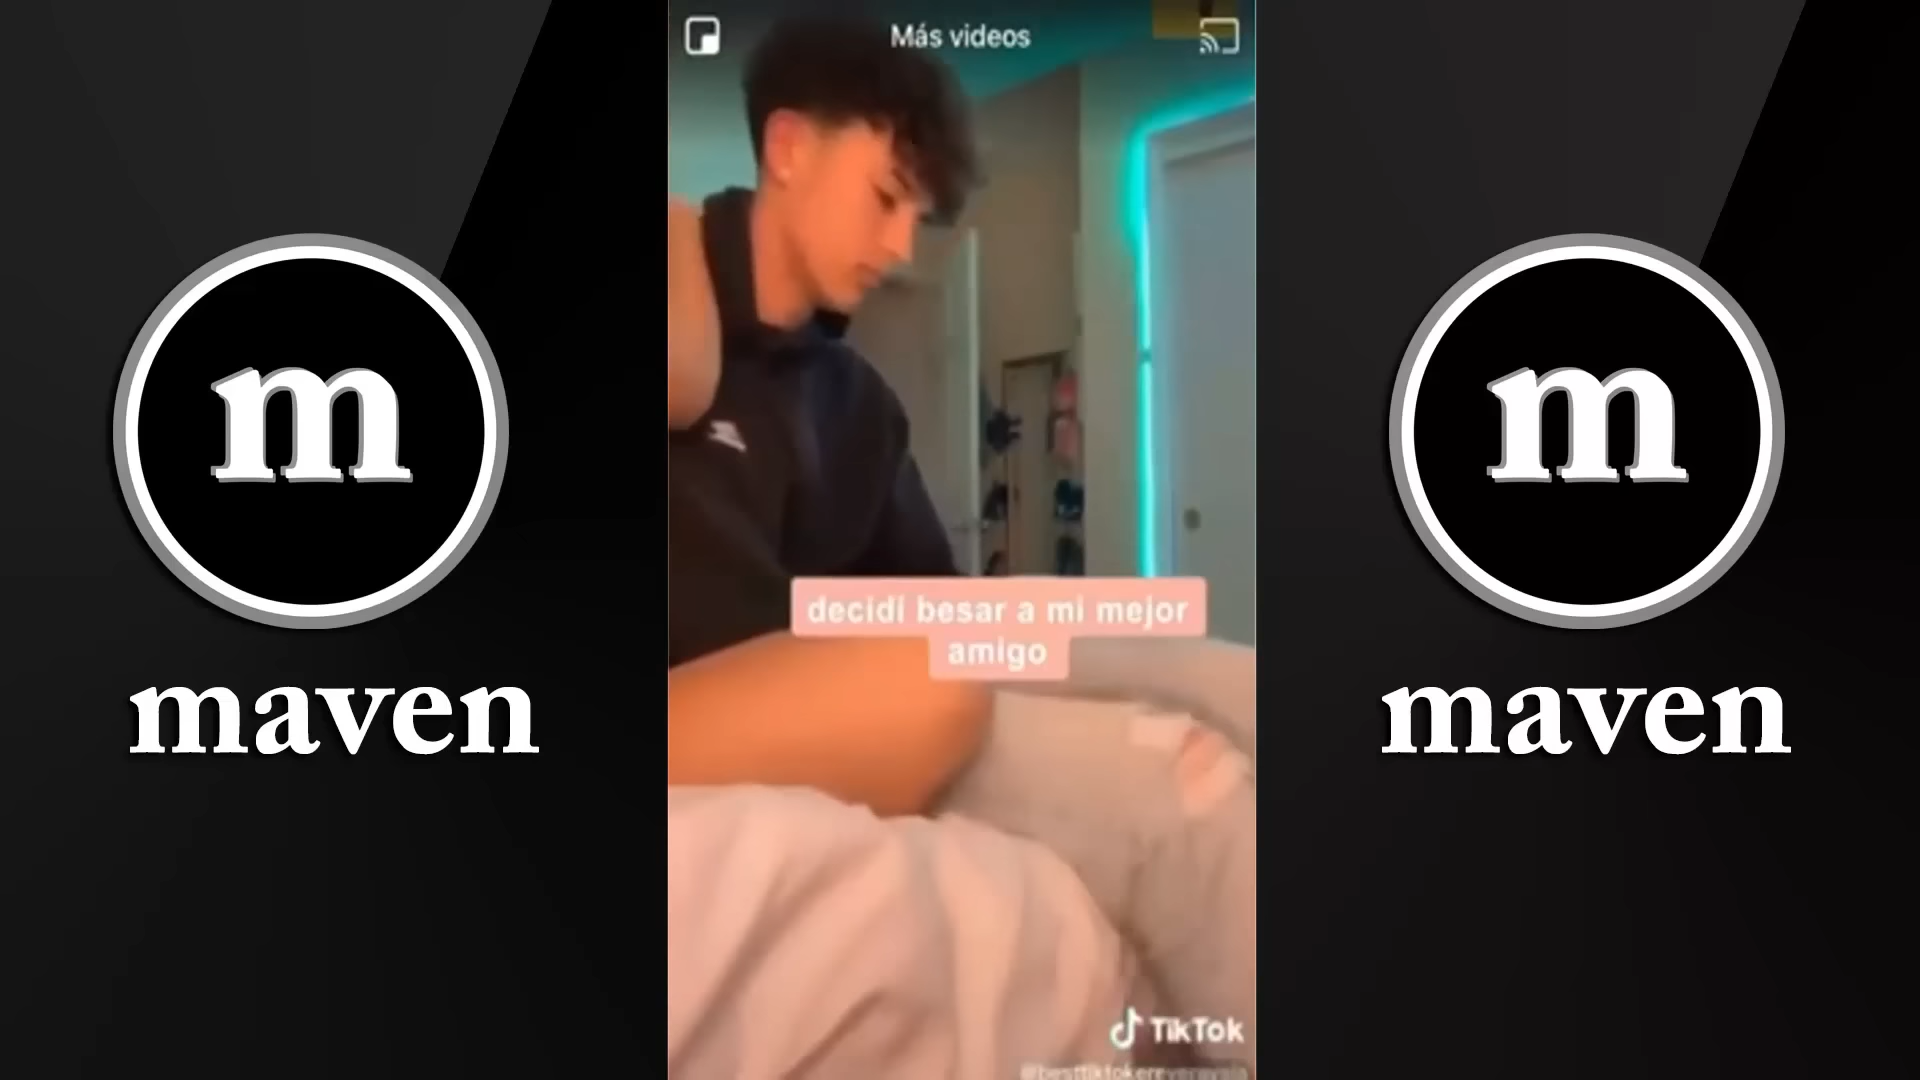 Más videos
m
maven
m
maven
decidi besar a mi mejor
amigo
TikTok